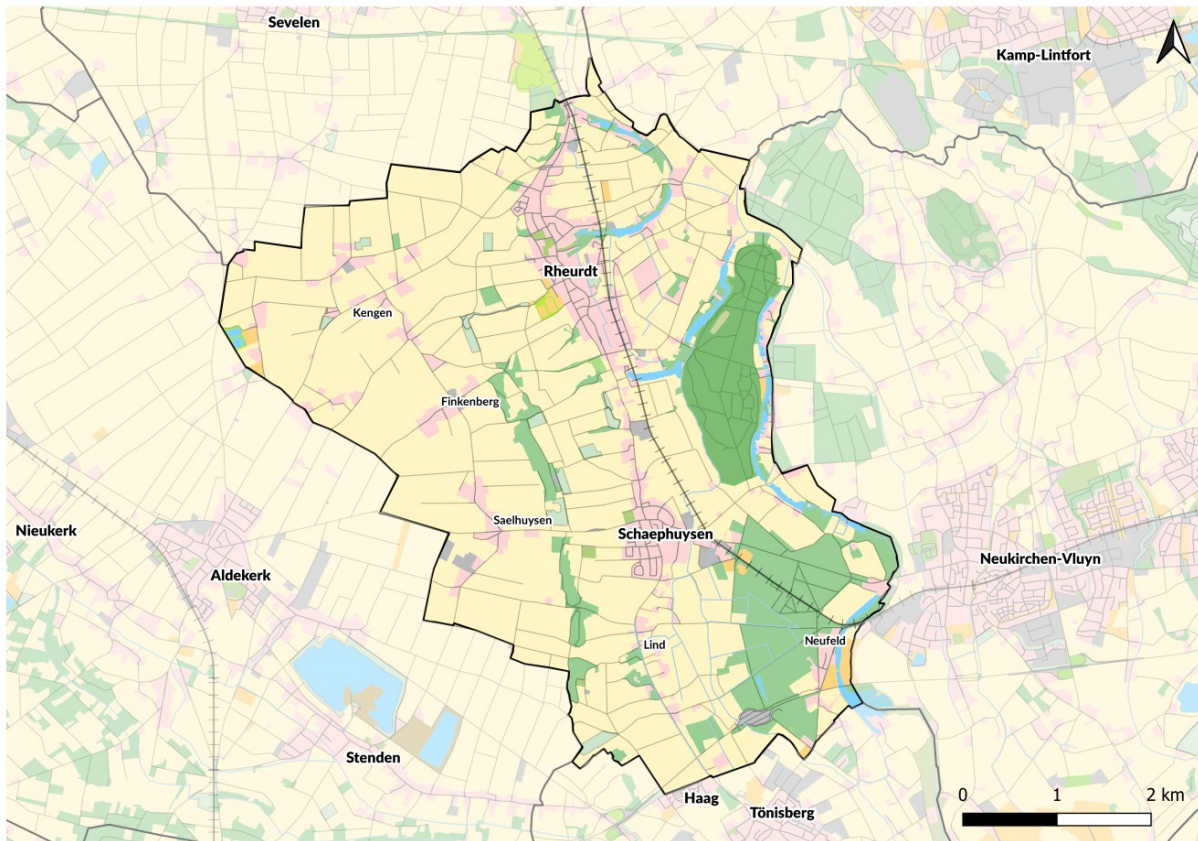 Sevelen
Kamp-Lintfort
Rheurdt
Kengen
Finkenberg
Saelhuysen
Schaephuysen
Nieukerk
Aldekerk
Neukirchen-Vluyn
Lind
Neufeld
Stenden
Haag
Tönisberg
0 1 2 km